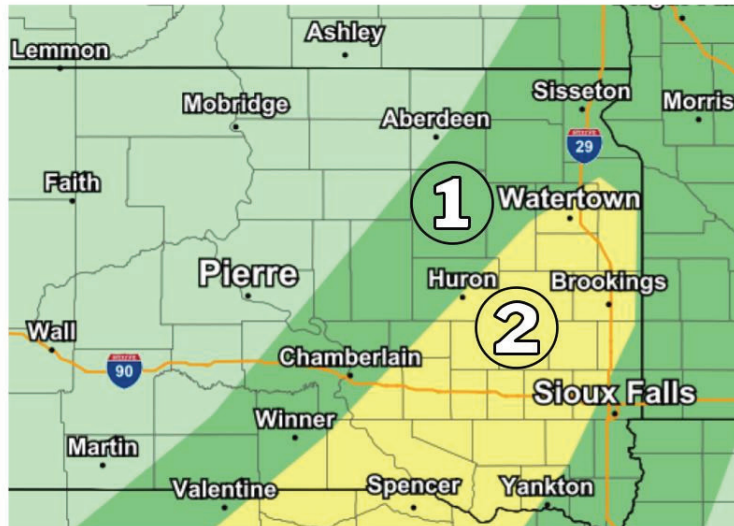 Ashley
Lemmon
Sisseton
Mobridge
Aberdeen
Morris
29
Faith
1
Watertown
Pierre
Huron
Brookings
2
Wall
Chamberlain
90
Sioux Falls
Winner
Martin
Valentine
Spencer
Yankton